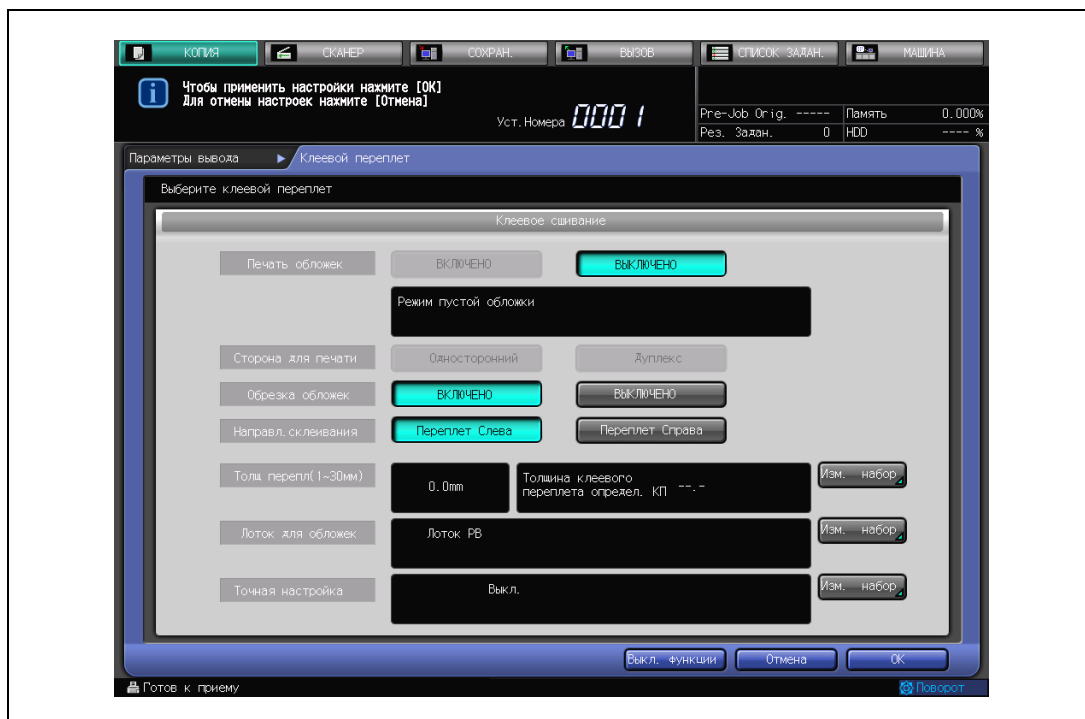 КОПИЯ СКАНЕР СОХРАН. ВЫЗОВ СПИСОК ЗАДАН. МАШИНА
Чтобы применить настройки нажмите [OK]
Для отмены настроек нажмите [Отмена]
Уст.Номера 0001
Pre-Job Orig. ----- Память 0.000%
Рез. Задан. 0 HDD ---- %
Параметры вывода Клеевой переплет
Выберите клеевой переплет
Клеевое сшивание
Печать обложек ВКЛЮЧЕНО ВЫКЛЮЧЕНО
Режим пустой обложки
Сторона для печати Односторонний Дуплекс
Обрезка обложек ВКЛЮЧЕНО ВЫКЛЮЧЕНО
Направл.склеивания Переплет Слева Переплет Справа
Толщ перепл(1~30мм) 0.0mm Толщина клеевого переплета определ. КП --.- Изм. набор
Лоток для обложек Лоток PB Изм. набор
Точная настройка Выкл. Изм. набор
Выкл. функции Отмена OK
Готов к приему Поворот